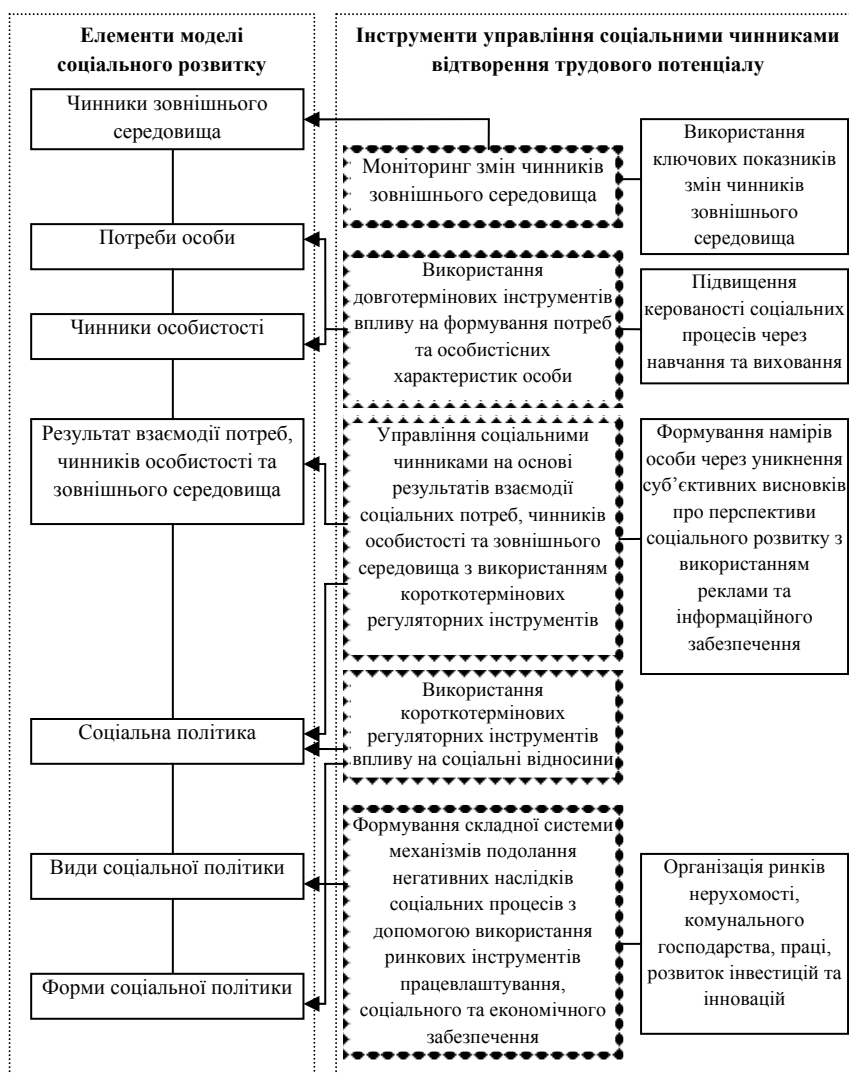 Елементи моделі
соціального розвитку
Інструменти управління соціальними чинниками
відтворення трудового потенціалу
Чинники зовнішнього
середовища
Моніторинг змін чинників
зовнішнього середовища
Використання
ключових показників
змін чинників
зовнішнього
середовища
Потреби особи
Чинники особистості
Використання
довготермінових інструментів
впливу на формування потреб
та особистісних
характеристик особи
Підвищення
керованості соціальних
процесів через
навчання та виховання
Результат взаємодії потреб,
чинників особистості та
зовнішнього середовища
Управління соціальними
чинниками на основі
результатів взаємодії
соціальних потреб, чинників
особистості та зовнішнього
середовища з використанням
короткотермінових
регуляторних інструментів
Формування намірів
особи через уникнення
суб’єктивних висновків
про перспективи
соціального розвитку з
використанням
реклами та
інформаційного
забезпечення
Соціальна політика
Використання
короткотермінових
регуляторних інструментів
впливу на соціальні відносини
Види соціальної політики
Форми соціальної політики
Формування складної системи
механізмів подолання
негативних наслідків
соціальних процесів з
допомогою використання
ринкових інструментів
працевлаштування,
соціального та економічного
забезпечення
Організація ринків
нерухомості,
комунального
господарства, праці,
розвиток інвестицій та
інновацій